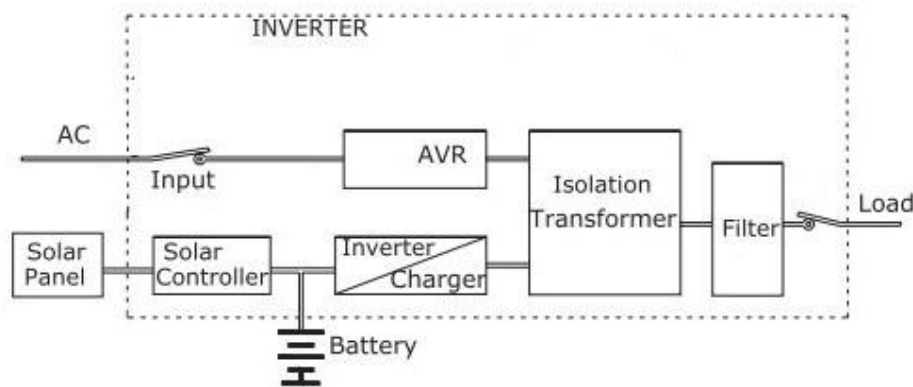 INVERTER
AC
Input
AVR
Isolation
Transformer
Filter
Load
Solar
Panel
Solar
Controller
Inverter
Charger
Battery